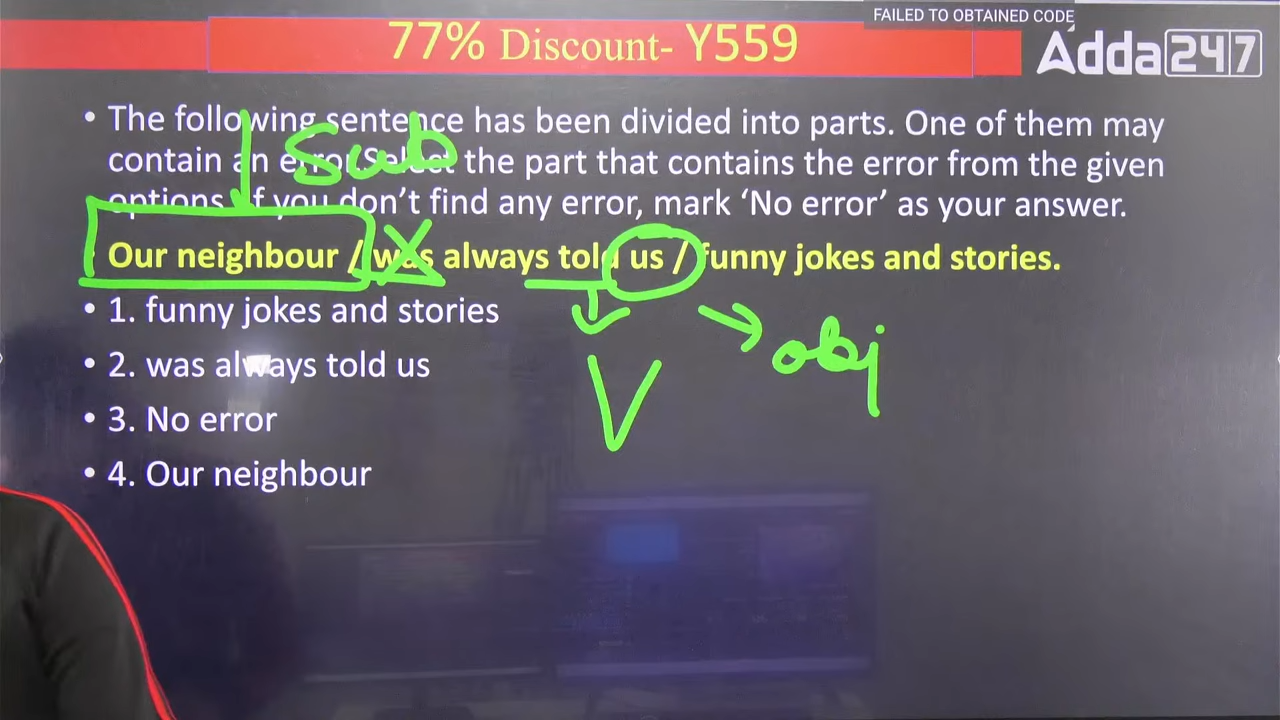 FAILED TO OBTAINED CODE
77% Discount- Y559
Adda247
• The following sentence has been divided into parts. One of them may
contain an error. Select the part that contains the error from the given
options. If you don't find any error, mark 'No error' as your answer.
Sub
Our neighbour / was always told us / funny jokes and stories.
• 1. funny jokes and stories
obj
• 2. was always told us
V
• 3. No error
• 4. Our neighbour